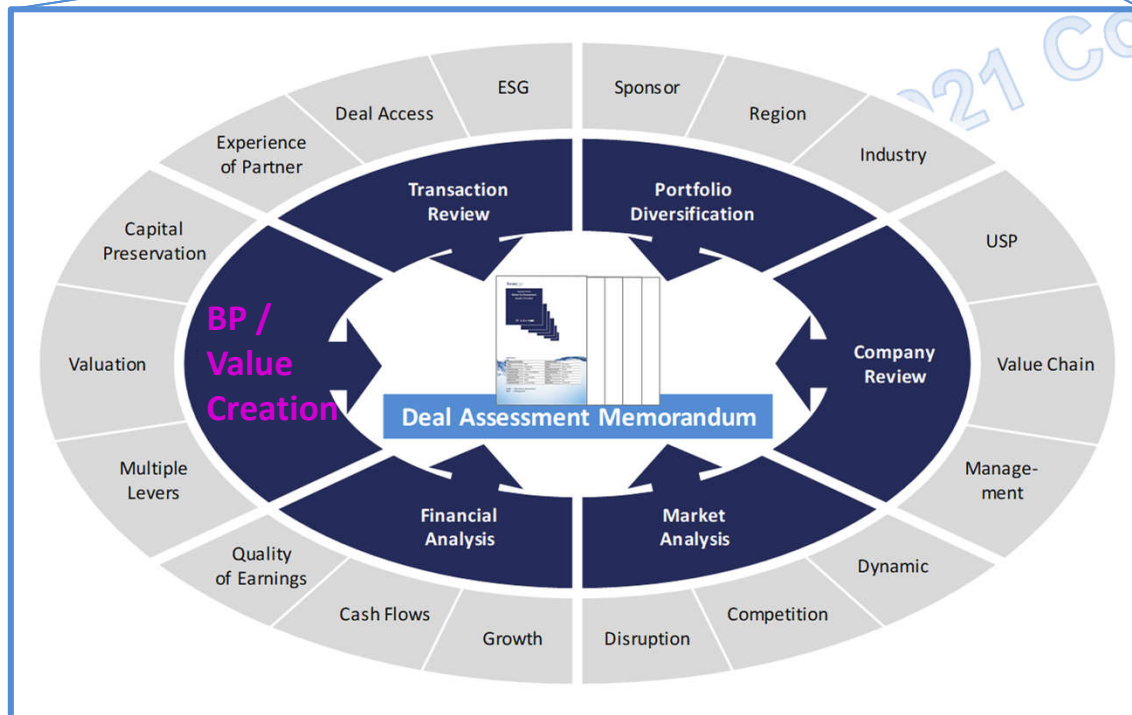 21 Co
ESG
Sponsor
Deal Access
Region
Experience
of Partner
Industry
Transaction
Review
Portfolio
Diversification
Capital
Preservation
USP
BP /
Value
Creation
Valuation
Company
Review
Value Chain
Deal Assessment Memorandum
Multiple
Levers
Manage-
ment
Financial
Analysis
Market
Analysis
Quality
of Earnings
Dynamic
Cash Flows
Competition
Growth
Disruption